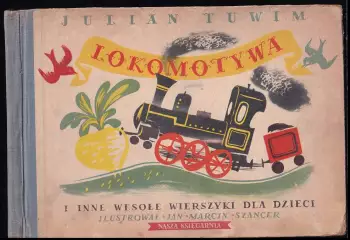 JULIAN TUWIM
LOKOMOTYWA
I INNE WESOŁE WIERSZYKI DLA DZIECI
ILUSTROWAŁ · JAN · MARCIN · SZANCER
NASZA KSIĘGARNIA